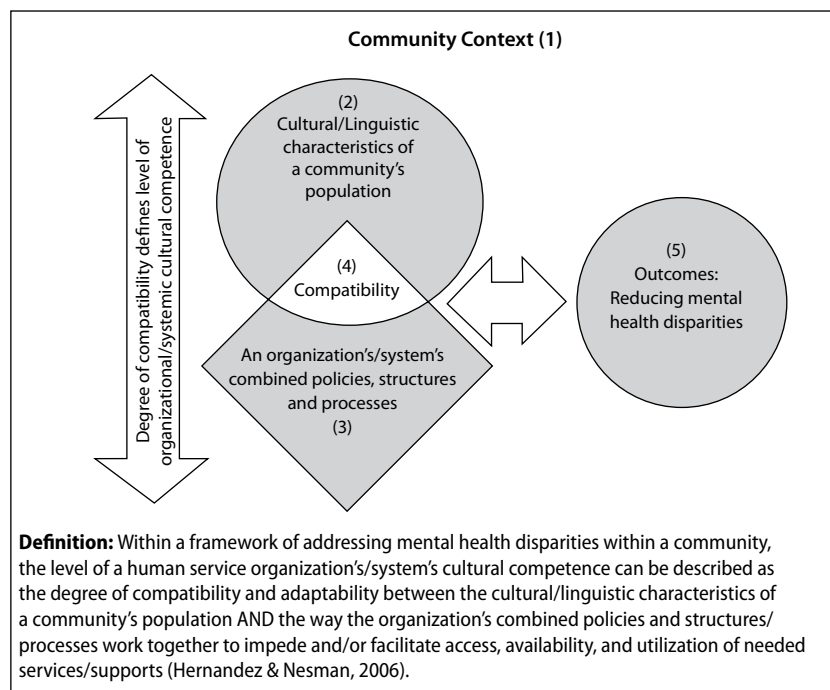 Community Context (1)
Degree of compatibility defines level of
organizational/systemic cultural competence
(2)
Cultural/Linguistic
characteristics of
a community’s
population
(4)
Compatibility
An organization’s/system’s
combined policies, structures
and processes
(3)
(5)
Outcomes:
Reducing mental
health disparities
Definition: Within a framework of addressing mental health disparities within a community,
the level of a human service organization’s/system’s cultural competence can be described as
the degree of compatibility and adaptability between the cultural/linguistic characteristics of
a community’s population AND the way the organization’s combined policies and structures/
processes work together to impede and/or facilitate access, availability, and utilization of needed
services/supports (Hernandez & Nesman, 2006).